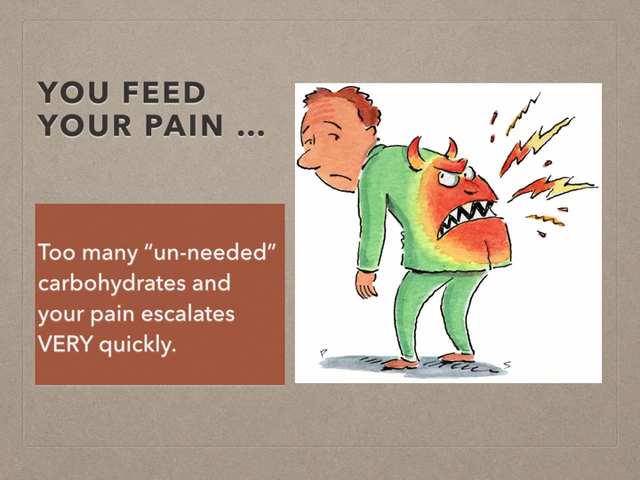 YOU FEED
YOUR PAIN ...
Too many “un-needed”
carbohydrates and
your pain escalates
VERY quickly.
P
S